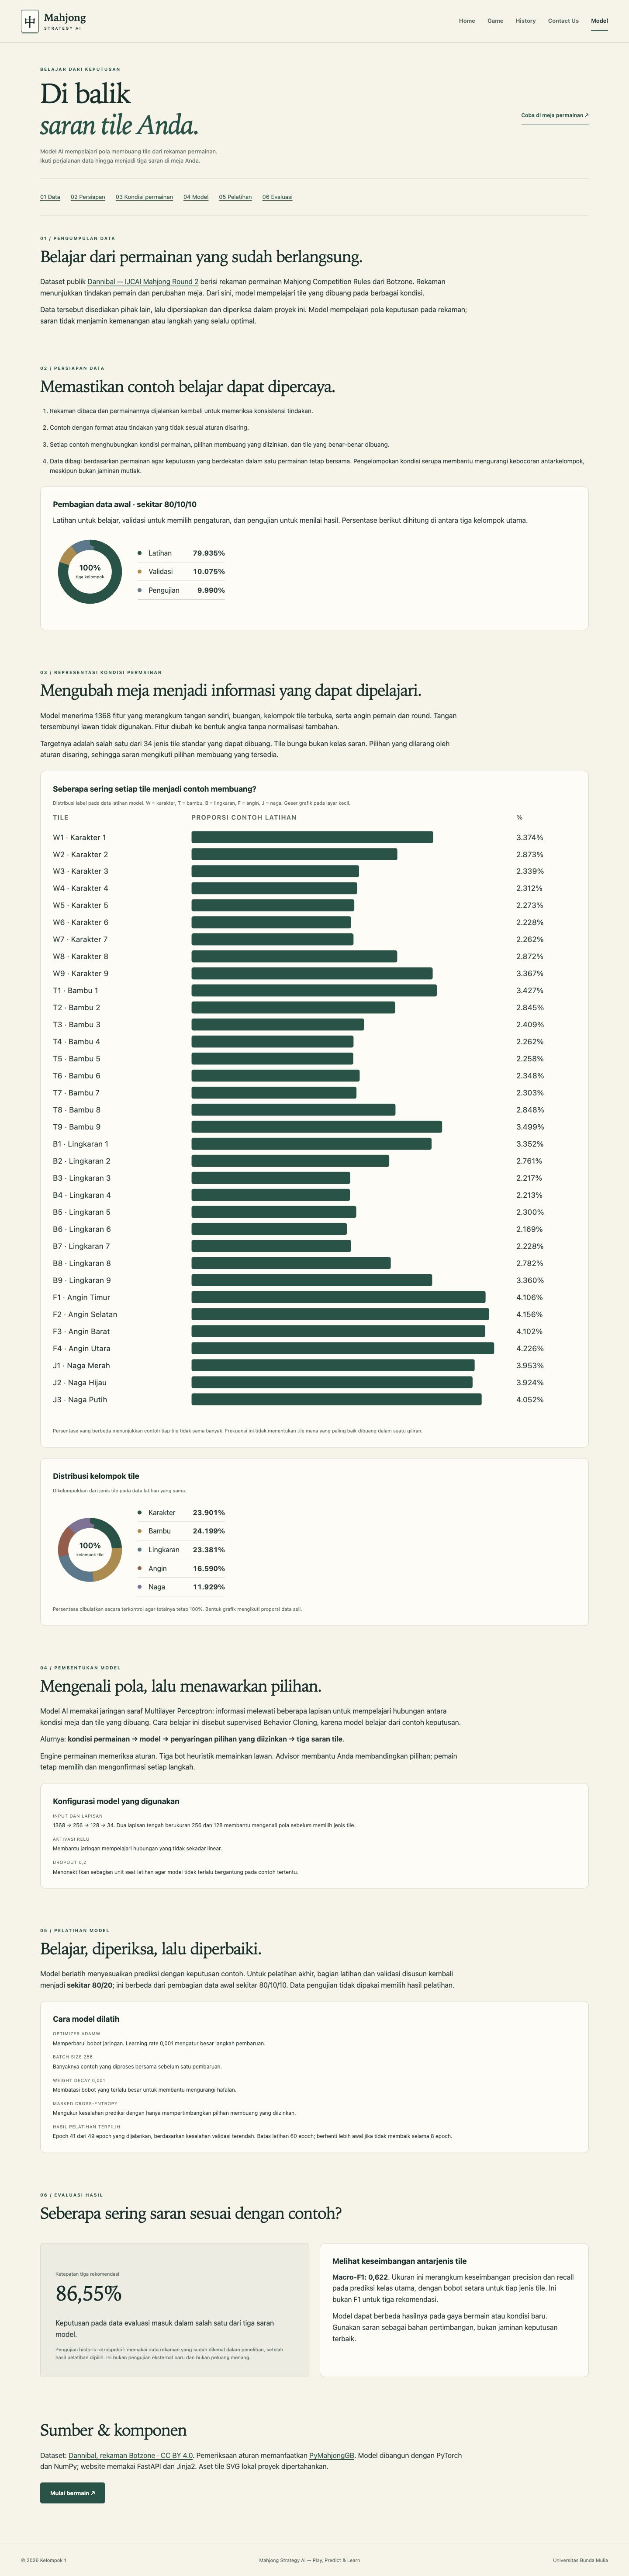 中
Mahjong
STRATEGY AI
Home
Game
History
Contact Us
Model
BELAJAR DARI KEPUTUSAN
Di balik
saran tile Anda.
Coba di meja permainan ↗
Model AI mempelajari pola membuang tile dari rekaman permainan.
Ikuti perjalanan data hingga menjadi tiga saran di meja Anda.
01 Data
02 Persiapan
03 Kondisi permainan
04 Model
05 Pelatihan
06 Evaluasi
01 / PENGUMPULAN DATA
Belajar dari permainan yang sudah berlangsung.
Dataset publik Dannibal — IJCAI Mahjong Round 2 berisi rekaman permainan Mahjong Competition Rules dari Botzone. Rekaman
menunjukkan tindakan pemain dan perubahan meja. Dari sini, model mempelajari tile yang dibuang pada berbagai kondisi.
Data tersebut disediakan pihak lain, lalu dipersiapkan dan diperiksa dalam proyek ini. Model mempelajari pola keputusan pada rekaman;
saran tidak menjamin kemenangan atau langkah yang selalu optimal.
02 / PERSIAPAN DATA
Memastikan contoh belajar dapat dipercaya.
1. Rekaman dibaca dan permainannya dijalankan kembali untuk memeriksa konsistensi tindakan.
2. Contoh dengan format atau tindakan yang tidak sesuai aturan disaring.
3. Setiap contoh menghubungkan kondisi permainan, pilihan membuang yang diizinkan, dan tile yang benar-benar dibuang.
4. Data dibagi berdasarkan permainan agar keputusan yang berdekatan dalam satu permainan tetap bersama. Pengelompokan kondisi serupa membantu mengurangi kebocoran antarkelompok,
meskipun bukan jaminan mutlak.
Pembagian data awal · sekitar 80/10/10
Latihan untuk belajar, validasi untuk memilih pengaturan, dan pengujian untuk menilai hasil. Persentase berikut dihitung di antara tiga kelompok utama.
100%
tiga kelompok
Latihan 79.935%
Validasi 10.075%
Pengujian 9.990%
03 / REPRESENTASI KONDISI PERMAINAN
Mengubah meja menjadi informasi yang dapat dipelajari.
Model menerima 1368 fitur yang merangkum tangan sendiri, buangan, kelompok tile terbuka, serta angin pemain dan round. Tangan
tersembunyi lawan tidak digunakan. Fitur diubah ke bentuk angka tanpa normalisasi tambahan.
Targetnya adalah salah satu dari 34 jenis tile standar yang dapat dibuang. Tile bunga bukan kelas saran. Pilihan yang dilarang oleh
aturan disaring, sehingga saran mengikuti pilihan membuang yang tersedia.
Seberapa sering setiap tile menjadi contoh membuang?
Distribusi label pada data latihan model. W = karakter, T = bambu, B = lingkaran, F = angin, J = naga. Geser grafik pada layar kecil.
TILE PROPORSI CONTOH LATIHAN %
W1 · Karakter 1 3.374%
W2 · Karakter 2 2.873%
W3 · Karakter 3 2.339%
W4 · Karakter 4 2.312%
W5 · Karakter 5 2.273%
W6 · Karakter 6 2.228%
W7 · Karakter 7 2.262%
W8 · Karakter 8 2.872%
W9 · Karakter 9 3.367%
T1 · Bambu 1 3.427%
T2 · Bambu 2 2.845%
T3 · Bambu 3 2.409%
T4 · Bambu 4 2.262%
T5 · Bambu 5 2.258%
T6 · Bambu 6 2.348%
T7 · Bambu 7 2.303%
T8 · Bambu 8 2.848%
T9 · Bambu 9 3.499%
B1 · Lingkaran 1 3.352%
B2 · Lingkaran 2 2.761%
B3 · Lingkaran 3 2.217%
B4 · Lingkaran 4 2.213%
B5 · Lingkaran 5 2.300%
B6 · Lingkaran 6 2.169%
B7 · Lingkaran 7 2.228%
B8 · Lingkaran 8 2.782%
B9 · Lingkaran 9 3.360%
F1 · Angin Timur 4.106%
F2 · Angin Selatan 4.156%
F3 · Angin Barat 4.102%
F4 · Angin Utara 4.226%
J1 · Naga Merah 3.953%
J2 · Naga Hijau 3.924%
J3 · Naga Putih 4.052%
Persentase yang berbeda menunjukkan contoh tiap tile tidak sama banyak. Frekuensi ini tidak menentukan tile mana yang paling baik dibuang dalam suatu giliran.
Distribusi kelompok tile
Dikelompokkan dari jenis tile pada data latihan yang sama.
100%
kelompok tile
Karakter 23.901%
Bambu 24.199%
Lingkaran 23.381%
Angin 16.590%
Naga 11.929%
Persentase dibulatkan secara terkontrol agar totalnya tetap 100%. Bentuk grafik mengikuti proporsi data asli.
04 / PEMBENTUKAN MODEL
Mengenali pola, lalu menawarkan pilihan.
Model AI memakai jaringan saraf Multilayer Perceptron: informasi melewati beberapa lapisan untuk mempelajari hubungan antara
kondisi meja dan tile yang dibuang. Cara belajar ini disebut supervised Behavior Cloning, karena model belajar dari contoh keputusan.
Alurnya: kondisi permainan → model → penyaringan pilihan yang diizinkan → tiga saran tile.
Engine permainan memeriksa aturan. Tiga bot heuristik memainkan lawan. Advisor membantu Anda membandingkan pilihan; pemain
tetap memilih dan mengonfirmasi setiap langkah.
Konfigurasi model yang digunakan
INPUT DAN LAPISAN
1368 → 256 → 128 → 34. Dua lapisan tengah berukuran 256 dan 128 membantu mengenali pola sebelum memilih jenis tile.
AKTIVASI RELU
Membantu jaringan mempelajari hubungan yang tidak sekadar linear.
DROPOUT 0,2
Menonaktifkan sebagian unit saat latihan agar model tidak terlalu bergantung pada contoh tertentu.
05 / PELATIHAN MODEL
Belajar, diperiksa, lalu diperbaiki.
Model berlatih menyesuaikan prediksi dengan keputusan contoh. Untuk pelatihan akhir, bagian latihan dan validasi disusun kembali
menjadi sekitar 80/20; ini berbeda dari pembagian data awal sekitar 80/10/10. Data pengujian tidak dipakai memilih hasil pelatihan.
Cara model dilatih
OPTIMIZER ADAMW
Memperbarui bobot jaringan. Learning rate 0,001 mengatur besar langkah pembaruan.
BATCH SIZE 256
Banyaknya contoh yang diproses bersama sebelum satu pembaruan.
WEIGHT DECAY 0,001
Membatasi bobot yang terlalu besar untuk membantu mengurangi hafalan.
MASKED CROSS-ENTROPY
Mengukur kesalahan prediksi dengan hanya mempertimbangkan pilihan membuang yang diizinkan.
HASIL PELATIHAN TERPILIH
Epoch 41 dari 49 epoch yang dijalankan, berdasarkan kesalahan validasi terendah. Batas latihan 60 epoch; berhenti lebih awal jika tidak membaik selama 8 epoch.
06 / EVALUASI HASIL
Seberapa sering saran sesuai dengan contoh?
Ketepatan tiga rekomendasi
86,55%
Keputusan pada data evaluasi masuk dalam salah satu dari tiga saran
model.
Pengujian historis retrospektif: memakai data rekaman yang sudah dikenal dalam penelitian, setelah
hasil pelatihan dipilih. Ini bukan pengujian eksternal baru dan bukan peluang menang.
Melihat keseimbangan antarjenis tile
Macro-F1: 0,622. Ukuran ini merangkum keseimbangan precision dan recall
pada prediksi kelas utama, dengan bobot setara untuk tiap jenis tile. Ini
bukan F1 untuk tiga rekomendasi.
Model dapat berbeda hasilnya pada gaya bermain atau kondisi baru.
Gunakan saran sebagai bahan pertimbangan, bukan jaminan keputusan
terbaik.
Sumber & komponen
Dataset: Dannibal, rekaman Botzone · CC BY 4.0. Pemeriksaan aturan memanfaatkan PyMahjongGB. Model dibangun dengan PyTorch
dan NumPy; website memakai FastAPI dan Jinja2. Aset tile SVG lokal proyek dipertahankan.
Mulai bermain ↗
© 2026 Kelompok 1
Mahjong Strategy AI — Play, Predict & Learn
Universitas Bunda Mulia